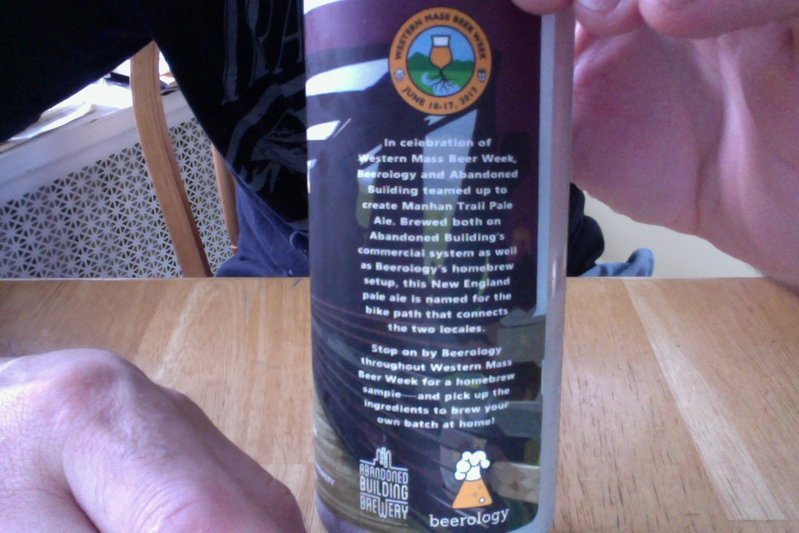 WESTERN MASS BEER WEEK
JUNE 10-17, 2017
In celebration of
Western Mass Beer Week,
Beerology and Abandoned
Building teamed up to
create Manhan Trail Pale
Ale. Brewed both on
Abandoned Building's
commercial system as well
as Beerology's homebrew
setup, this New England
pale ale is named for the
bike path that connects
the two locales.
Stop on by Beerology
throughout Western Mass
Beer Week for a homebrew
sample—and pick up the
ingredients to brew your
own batch at home!
ABANDONED
BUILDING
BREWERY
beerology